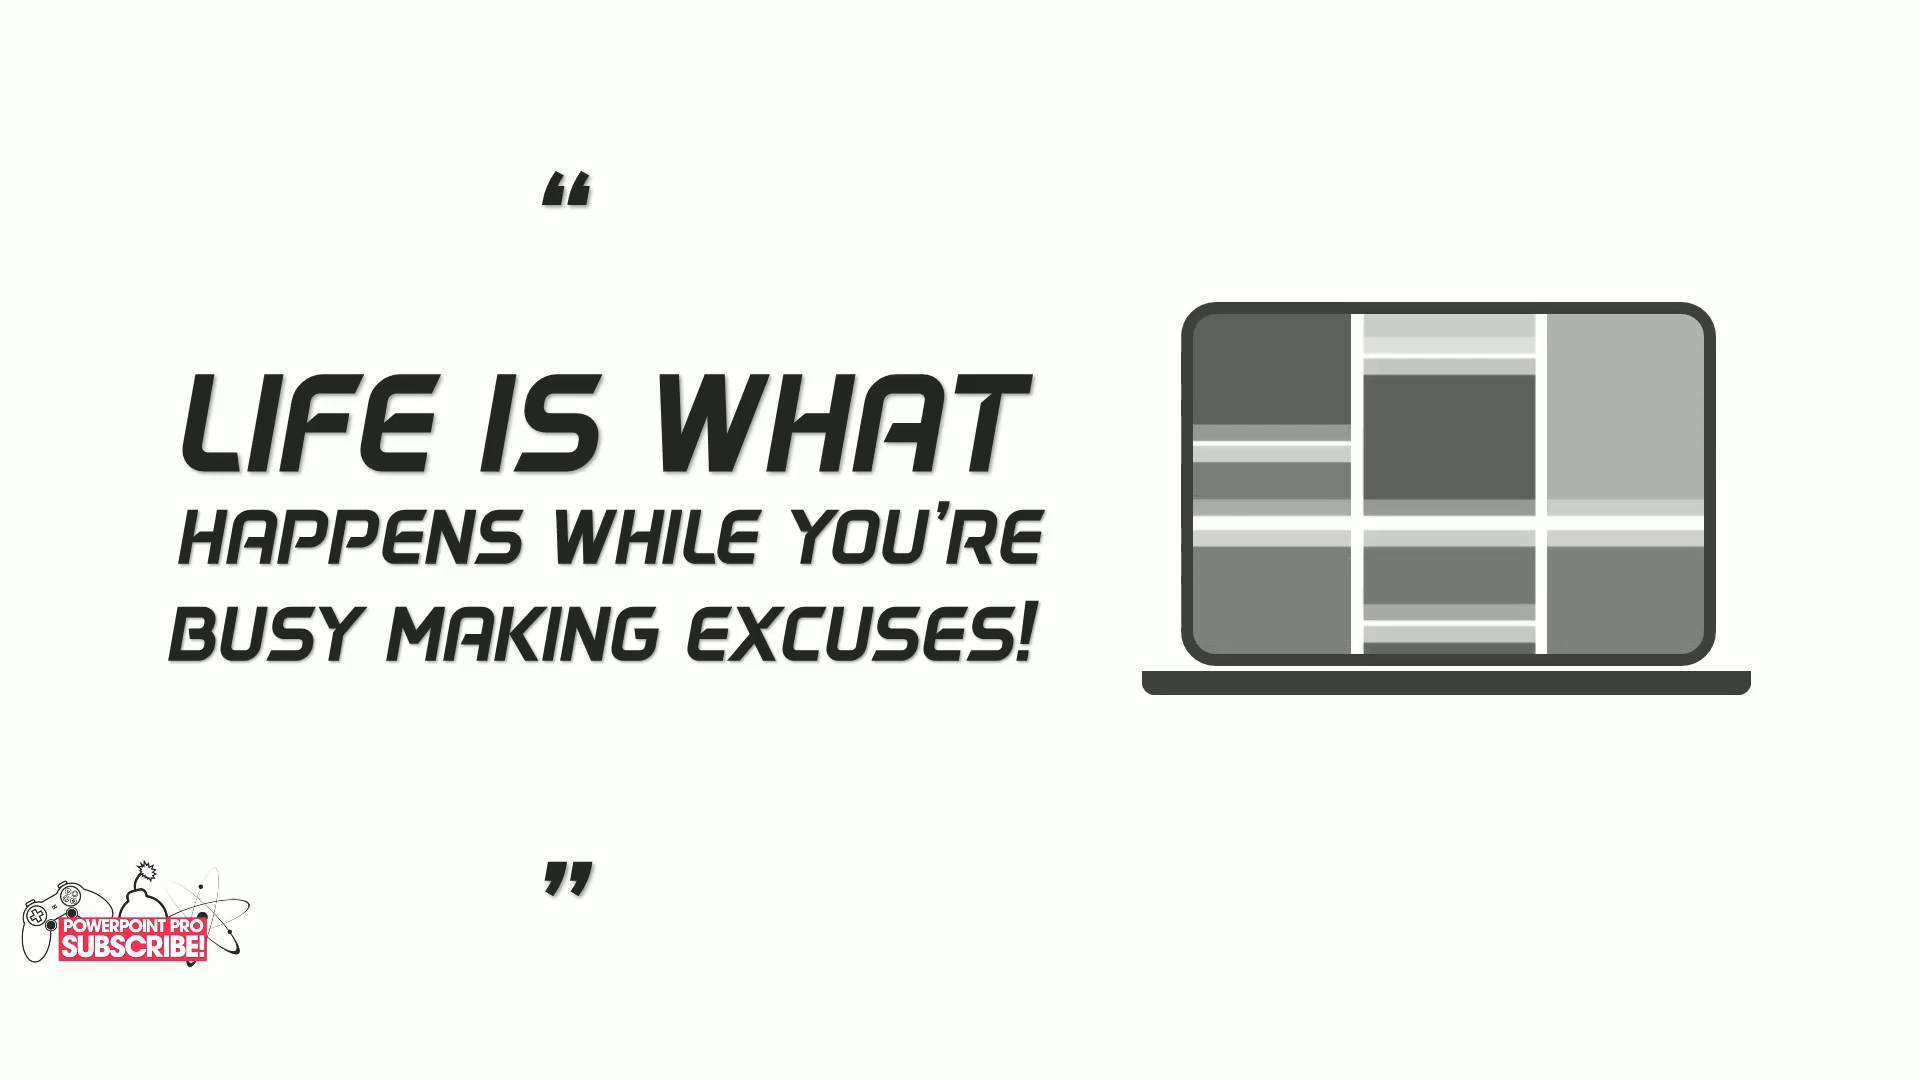 “
LIFE IS WHAT
HAPPENS WHILE YOU’RE
BUSY MAKING EXCUSES!
”
POWERPOINT PRO
SUBSCRIBE!